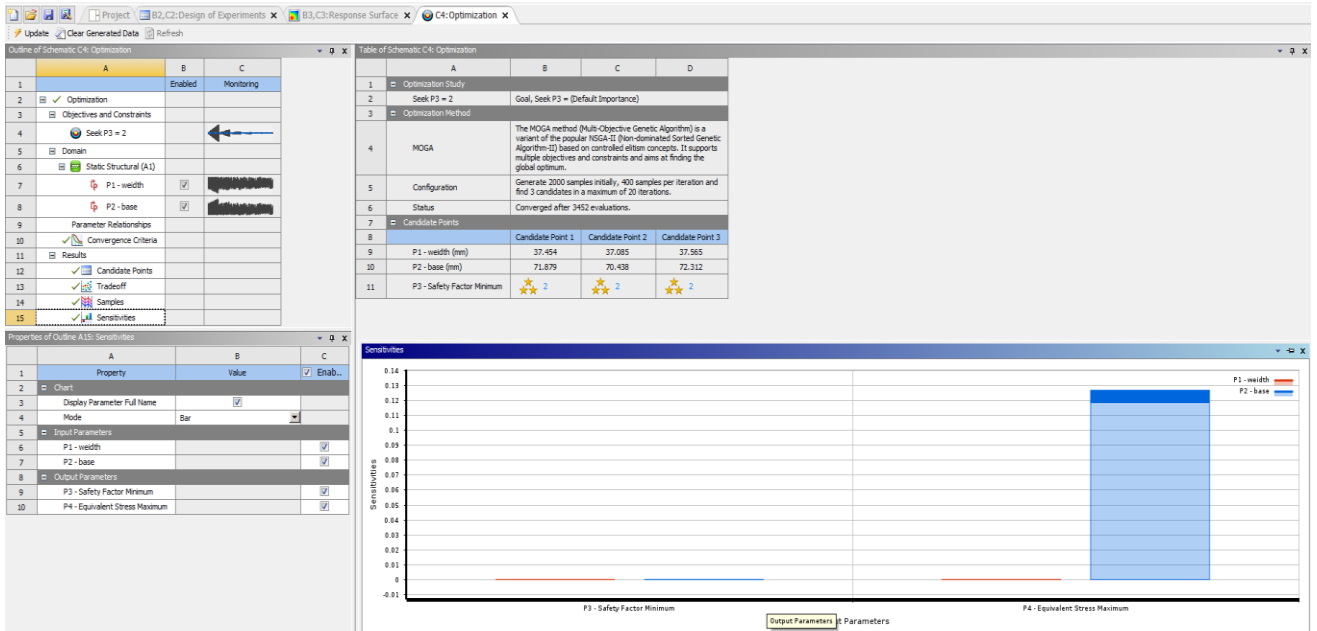 Project B2,C2:Design of Experiments x B3,C3:Response Surface x C4:Optimization x
Update Clear Generated Data Refresh
Outline of Schematic C4: Optimization
A B C
1 Enabled Monitoring
2 Optimization
3 Objectives and Constraints
4 Seek P3 = 2
5 Domain
6 Static Structural (A1)
7 P1 - weidth
8 P2 - base
9 Parameter Relationships
10 Convergence Criteria
11 Results
12 Candidate Points
13 Tradeoff
14 Samples
15 Sensitivities
Table of Schematic C4: Optimization
A B C D
1 Optimization Study
2 Seek P3 = 2 Goal, Seek P3 = (Default Importance)
3 Optimization Method
The MOGA method (Multi-Objective Genetic Algorithm) is a
variant of the popular NSGA-II (Non-dominated Sorted Genetic
4 MOGA Algorithm-II) based on controlled elitism concepts. It supports
multiple objectives and constraints and aims at finding the
global optimum.
5 Configuration Generate 2000 samples initially, 400 samples per iteration and
find 3 candidates in a maximum of 20 iterations.
6 Status Converged after 3452 evaluations.
7 Candidate Points
8 Candidate Point 1 Candidate Point 2 Candidate Point 3
9 P1 - weidth (mm) 37.454 37.085 37.565
10 P2 - base (mm) 71.879 70.438 72.312
11 P3 - Safety Factor Minimum 2 2 2
Properties of Outline A15: Sensitivities
A B C
1 Property Value Enab...
2 Chart
3 Display Parameter Full Name
4 Mode Bar
5 Input Parameters
6 P1 - weidth
7 P2 - base
8 Output Parameters
9 P3 - Safety Factor Minimum
10 P4 - Equivalent Stress Maximum
Sensitivities
P1 - weidth
P2 - base
0.14
0.13
0.12
0.11
0.1
0.09
0.08
0.07
0.06
0.05
0.04
0.03
0.02
0.01
0
-0.01
Sensitivities
P3 - Safety Factor Minimum P4 - Equivalent Stress Maximum
Output Parameters
t Parameters